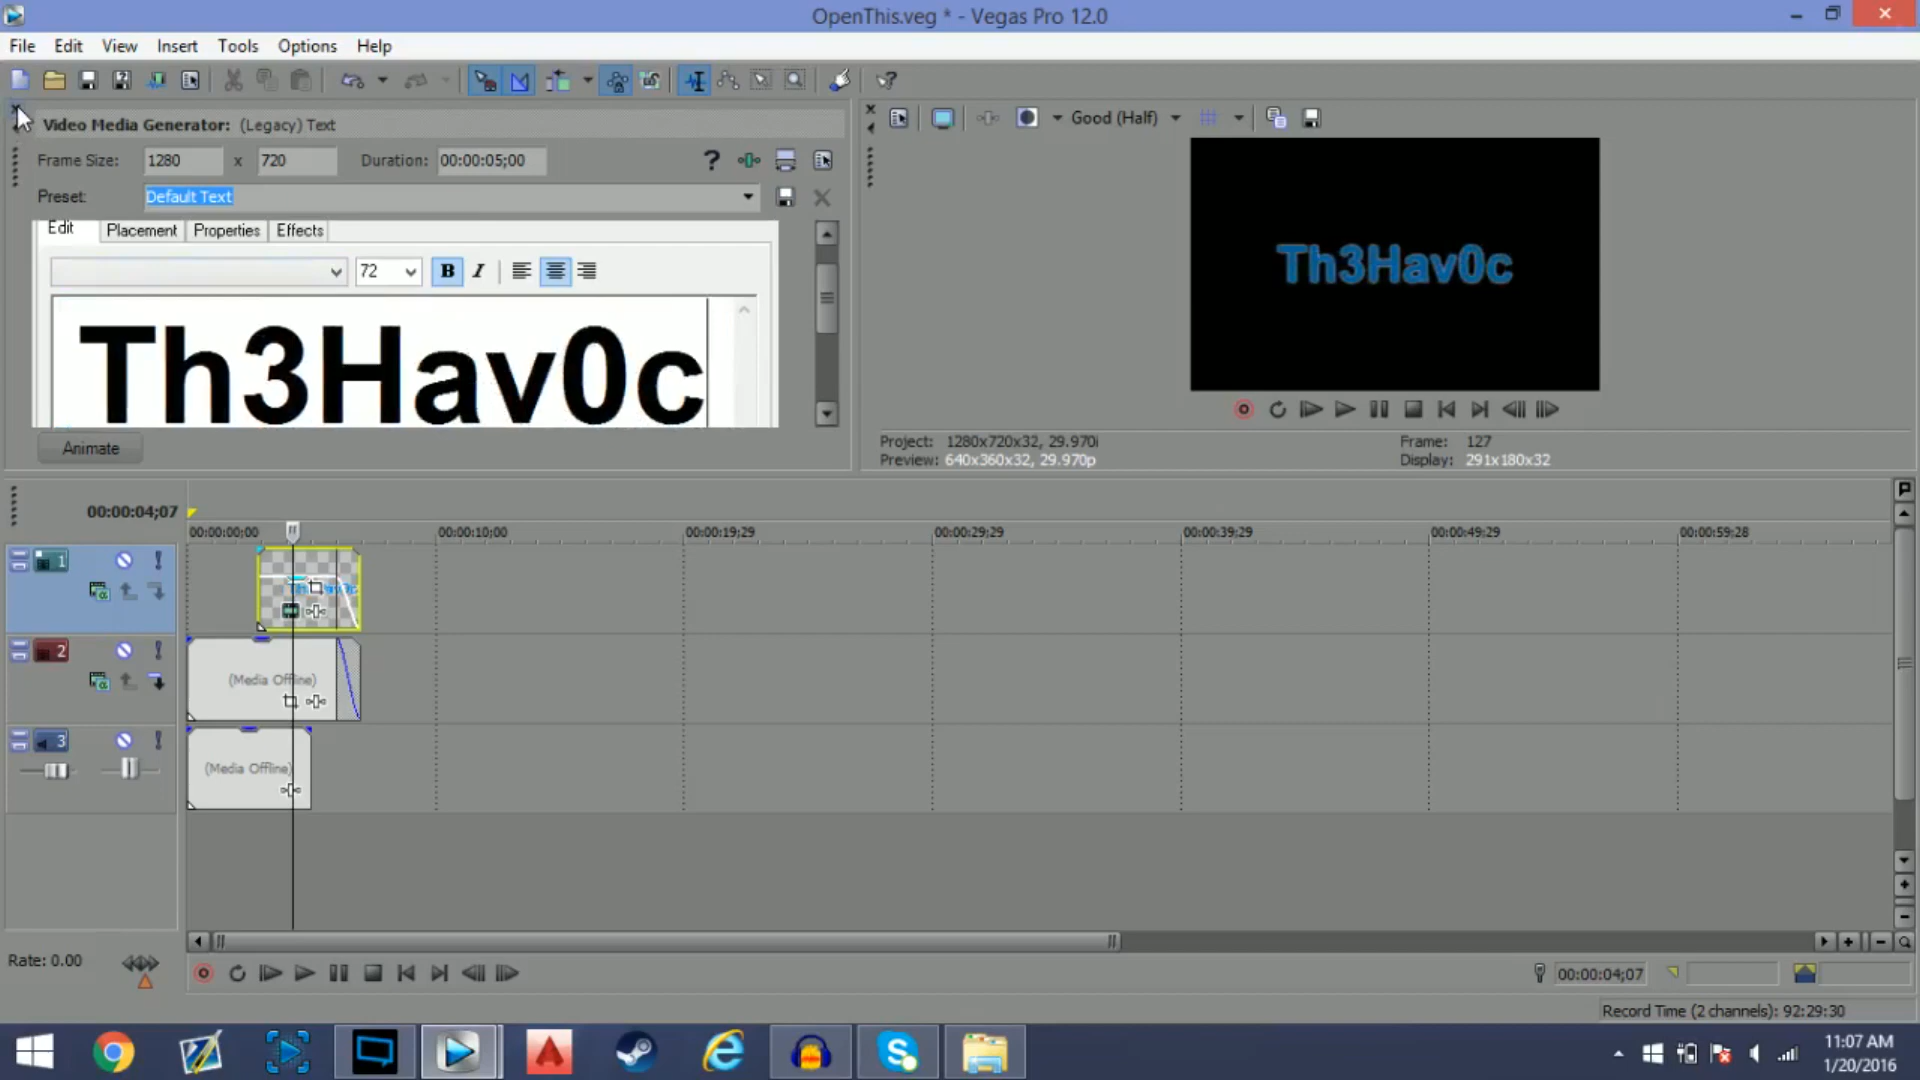 OpenThis.veg * - Vegas Pro 12.0
File Edit View Insert Tools Options Help
Video Media Generator: (Legacy) Text
Frame Size: 1280 x 720 Duration: 00:00:05;00
Preset: Default Text
Edit Placement Properties Effects
72 B I
Th3Hav0c
Animate
Good (Half)
Th3Hav0c
Project: 1280x720x32, 29.970i
Preview: 640x360x32, 29.970p
Frame: 127
Display: 291x180x32
00:00:04;07
00:00:00;00 00:00:10;00 00:00:19;29 00:00:29;29 00:00:39;29 00:00:49;29 00:00:59;28
1
2
(Media Offline)
3
(Media Offline)
Rate: 0.00
00:00:04;07
Record Time (2 channels): 92:29:30
11:07 AM
1/20/2016